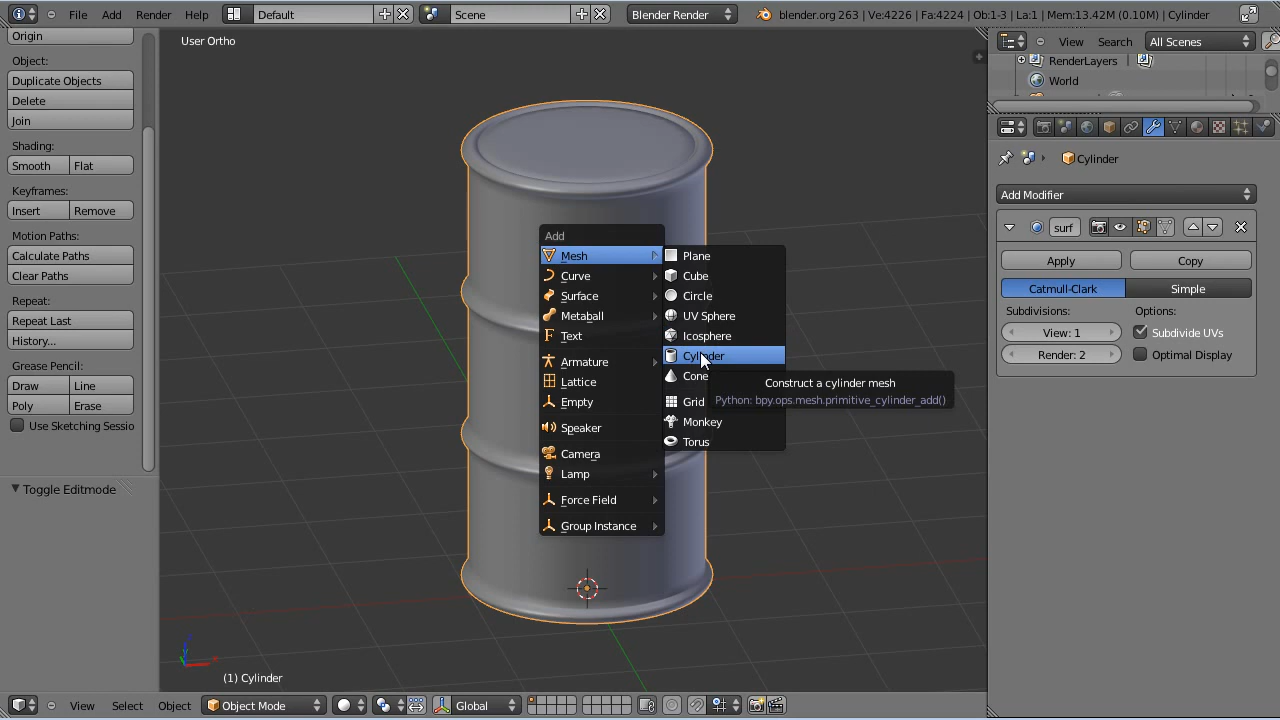 File Add Render Help Default Scene Blender Render blender.org 263 | Ve:4226 | Fa:4224 | Ob:1-3 | La:1 | Mem:13.42M (0.10M) | Cylinder
Origin
Object:
Duplicate Objects
Delete
Join
Shading:
Smooth Flat
Keyframes:
Insert Remove
Motion Paths:
Calculate Paths
Clear Paths
Repeat:
Repeat Last
History...
Grease Pencil:
Draw Line
Poly Erase
Use Sketching Sessio
Toggle Editmode
User Ortho
Add
Mesh
Curve
Surface
Metaball
Text
Armature
Lattice
Empty
Speaker
Camera
Lamp
Force Field
Group Instance
Plane
Cube
Circle
UV Sphere
Icosphere
Cylinder
Cone
Grid
Monkey
Torus
Construct a cylinder mesh
Python: bpy.ops.mesh.primitive_cylinder_add()
(1) Cylinder
View Select Object Object Mode Global
View Search All Scenes
RenderLayers
World
Cylinder
Add Modifier
surf
Apply Copy
Catmull-Clark Simple
Subdivisions: Options:
View: 1 Subdivide UVs
Render: 2 Optimal Display